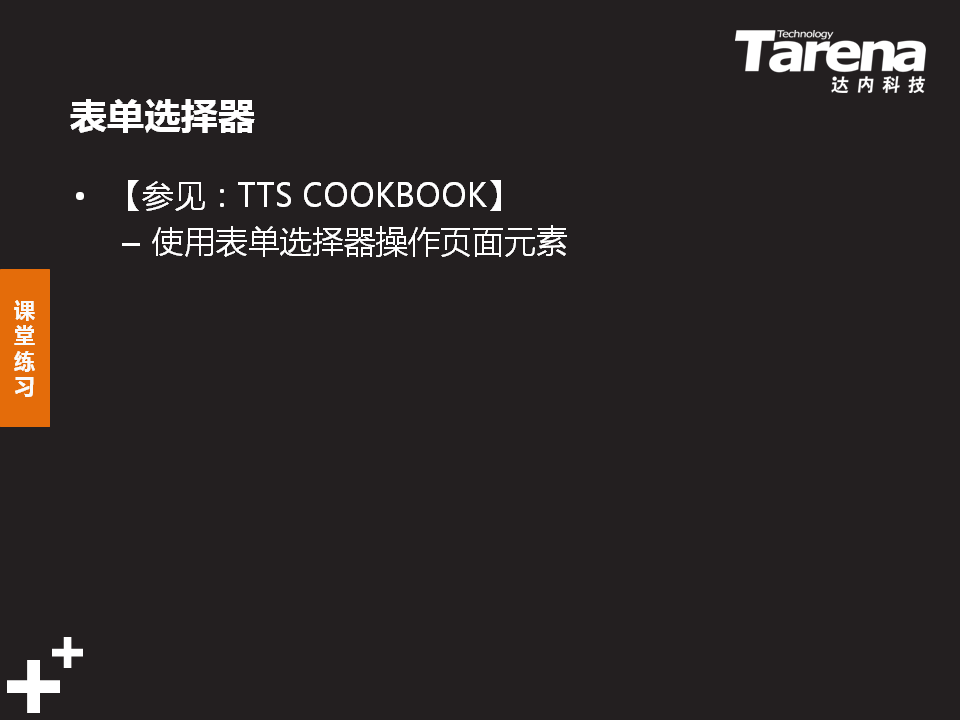 Technology
Tarena
达内科技
表单选择器
• 【参见：TTS COOKBOOK】
– 使用表单选择器操作页面元素
课
堂
练
习